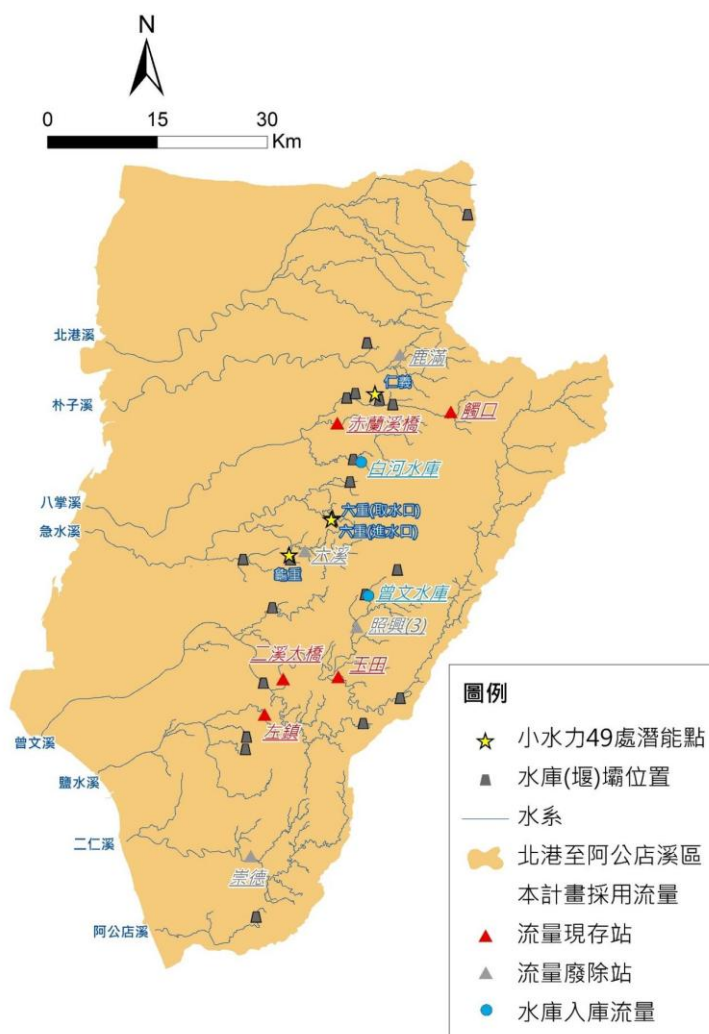 N
0 15 30
Km
北港溪
鹿滿
仁義
朴子溪
觸口
赤蘭溪橋
白河水庫
八掌溪
六重(取水口)
急水溪
六重(進水口)
六溪
龜重
曾文水庫
照興(3)
二溪大橋
玉田
左鎮
曾文溪
鹽水溪
二仁溪
崇德
阿公店溪
圖例
小水力49處潛能點
水庫(堰)壩位置
水系
北港至阿公店溪區
本計畫採用流量
流量現存站
流量廢除站
水庫入庫流量